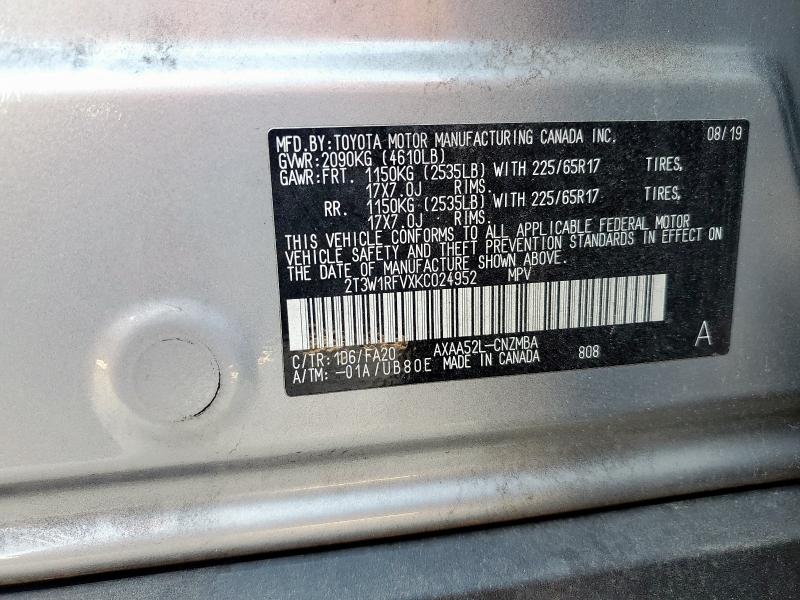 MFD.BY:TOYOTA MOTOR MANUFACTURING CANADA INC. 08/19
GVWR:2090KG (4610LB)
GAWR:FRT. 1150KG (2535LB) WITH 225/65R17 TIRES,
17X7.0J RIMS.
RR. 1150KG (2535LB) WITH 225/65R17 TIRES,
17X7.0J RIMS.
THIS VEHICLE CONFORMS TO ALL APPLICABLE FEDERAL MOTOR
VEHICLE SAFETY AND THEFT PREVENTION STANDARDS IN EFFECT ON
THE DATE OF MANUFACTURE SHOWN ABOVE.
2T3W1RFVXKC024952 MPV
C/TR:1D6/FA20 AXAA52L-CNZMBA A
A/TM:-01A/UB80E MADE IN CANADA 808